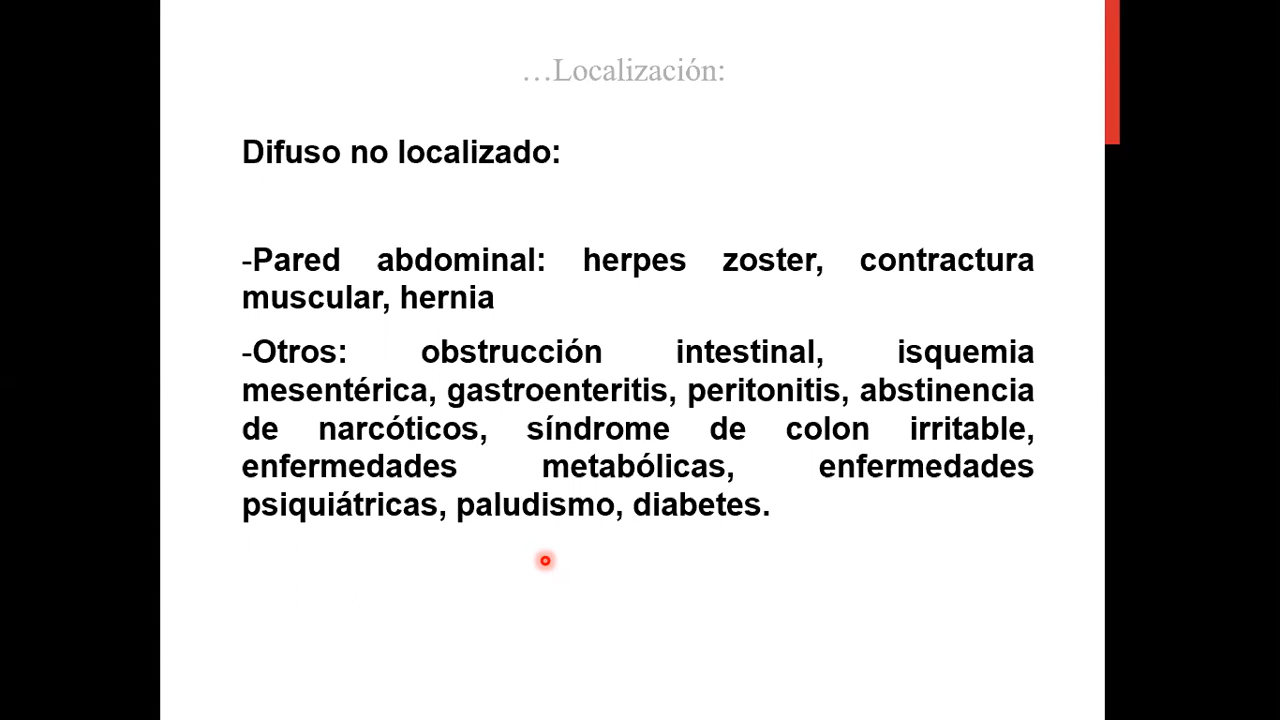 …Localización:
Difuso no localizado:
-Pared abdominal: herpes zoster, contractura
muscular, hernia
-Otros: obstrucción intestinal, isquemia
mesentérica, gastroenteritis, peritonitis, abstinencia
de narcóticos, síndrome de colon irritable,
enfermedades metabólicas, enfermedades
psiquiátricas, paludismo, diabetes.